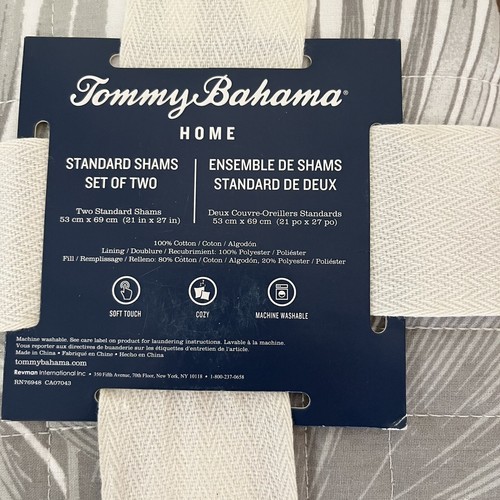 Tommy Bahama®
HOME
STANDARD SHAMS
SET OF TWO
Two Standard Shams
53 cm x 69 cm (21 in x 27 in)
ENSEMBLE DE SHAMS
STANDARD DE DEUX
Deux Couvre-Oreillers Standards
53 cm x 69 cm (21 po x 27 po)
100% Cotton / Coton / Algodón
Lining / Doublure / Recubrimient: 100% Polyester / Poliéster
Fill / Remplissage / Relleno: 80% Cotton / Coton / Algodón, 20% Polyester / Poliéster
SOFT TOUCH
COZY
MACHINE WASHABLE
Machine washable. See care label on product for laundering instructions. Lavable à la machine.
Vous reporter aux directives de buanderie sur les étiquettes d'entretien de l'article.
Made in China • Fabriqué en Chine • Hecho en China
tommybahama.com
Revman International Inc • 350 Fifth Avenue, 70th Floor, New York, NY 10118 • 1-800-237-0658
RN76948 CA07043